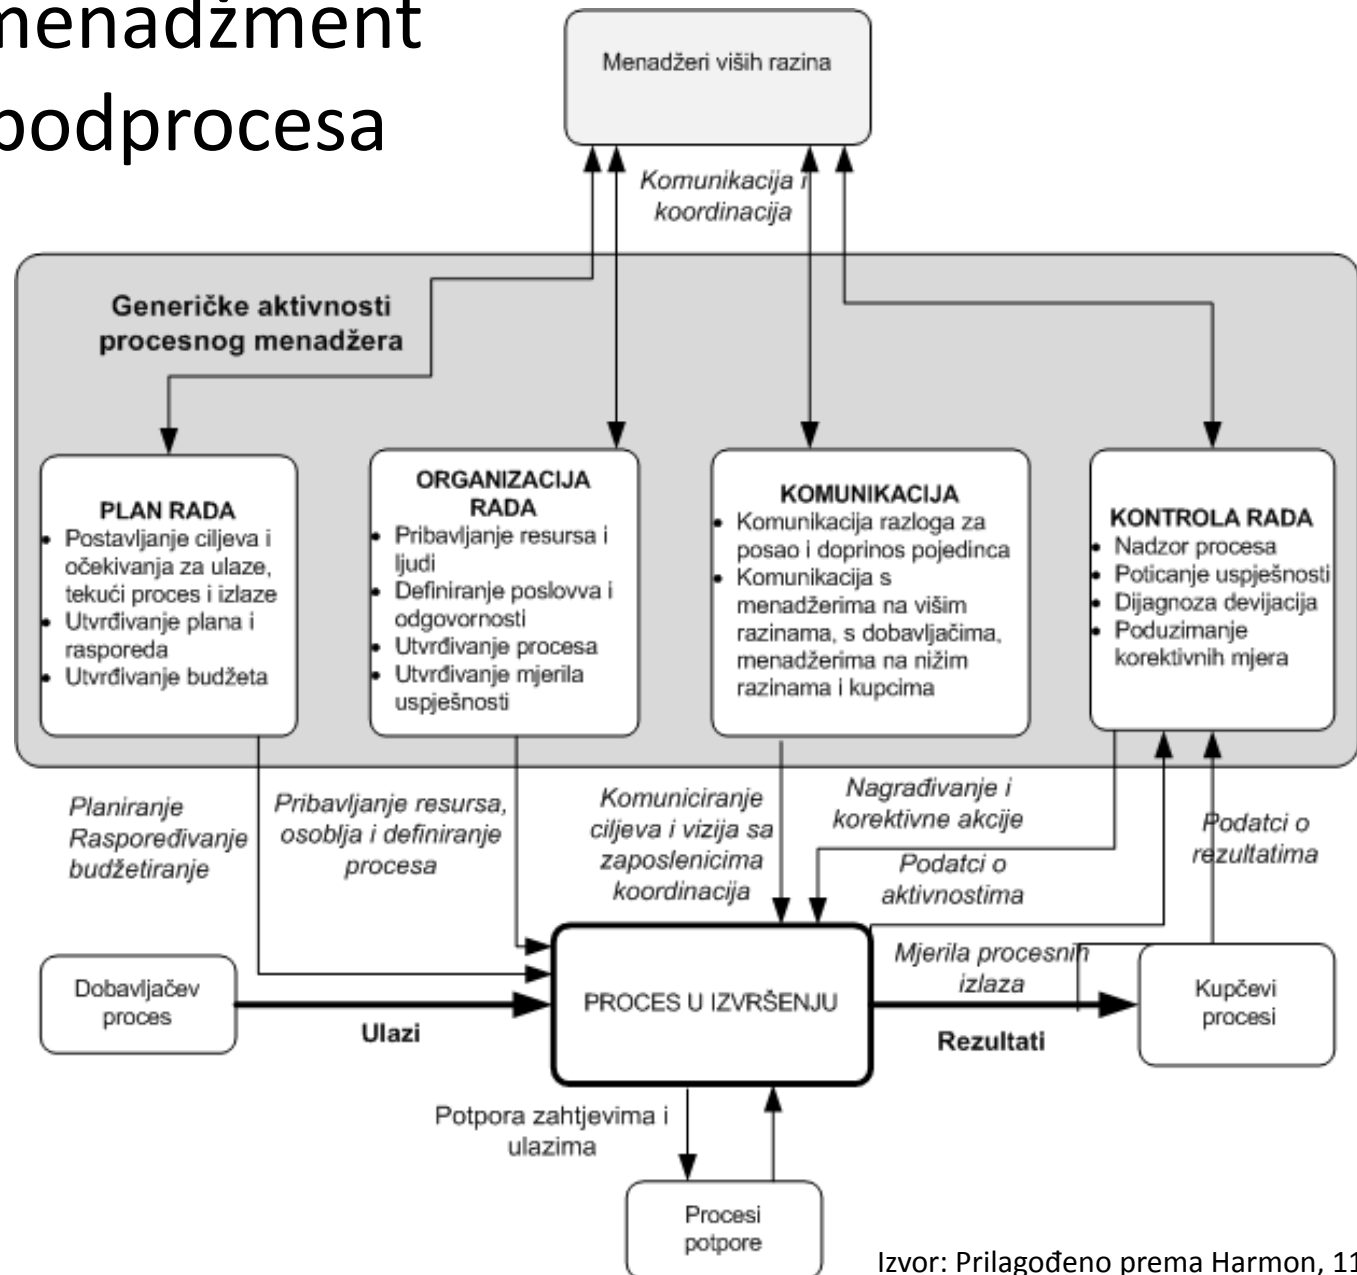 menadžment
podprocesa
Menadžeri viših razina
Komunikacija i
koordinacija
Generičke aktivnosti
procesnog menadžera
PLAN RADA
• Postavljanje ciljeva i
očekivanja za ulaze,
tekući proces i izlaze
• Utvrđivanje plana i
rasporeda
• Utvrđivanje budžeta
ORGANIZACIJA
RADA
• Pribavljanje resursa i
ljudi
• Definiranje poslovva i
odgovornosti
• Utvrđivanje procesa
• Utvrđivanje mjerila
uspješnosti
KOMUNIKACIJA
• Komunikacija razloga za
posao i doprinos pojedinca
• Komunikacija s
menadžerima na višim
razinama, s dobavljačima,
menadžerima na nižim
razinama i kupcima
KONTROLA RADA
• Nadzor procesa
• Poticanje uspješnosti
• Dijagnoza devijacija
• Poduzimanje
korektivnih mjera
Planiranje
Raspoređivanje
budžetiranje
Pribavljanje resursa,
osoblja i definiranje
procesa
Komuniciranje
ciljeva i vizija sa
zaposlenicima
koordinacija
Nagrađivanje i
korektivne akcije
Podatci o
aktivnostima
Podatci o
rezultatima
Mjerila procesnih
izlaza
Dobavljačev
proces
Ulazi
PROCES U IZVRŠENJU
Rezultati
Kupčevi
procesi
Potpora zahtjevima i
ulazima
Procesi
potpore
Izvor: Prilagođeno prema Harmon, 11